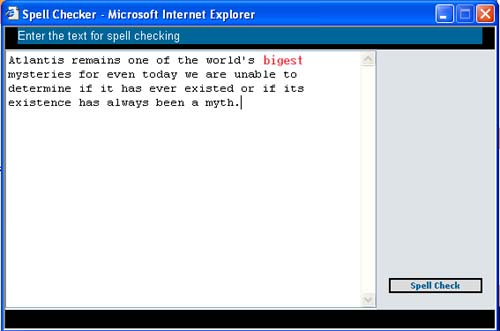 Spell Checker - Microsoft Internet Explorer
Enter the text for spell checking
Atlantis remains one of the world's bigest
mysteries for even today we are unable to
determine if it has ever existed or if its
existence has always been a myth.
Spell Check